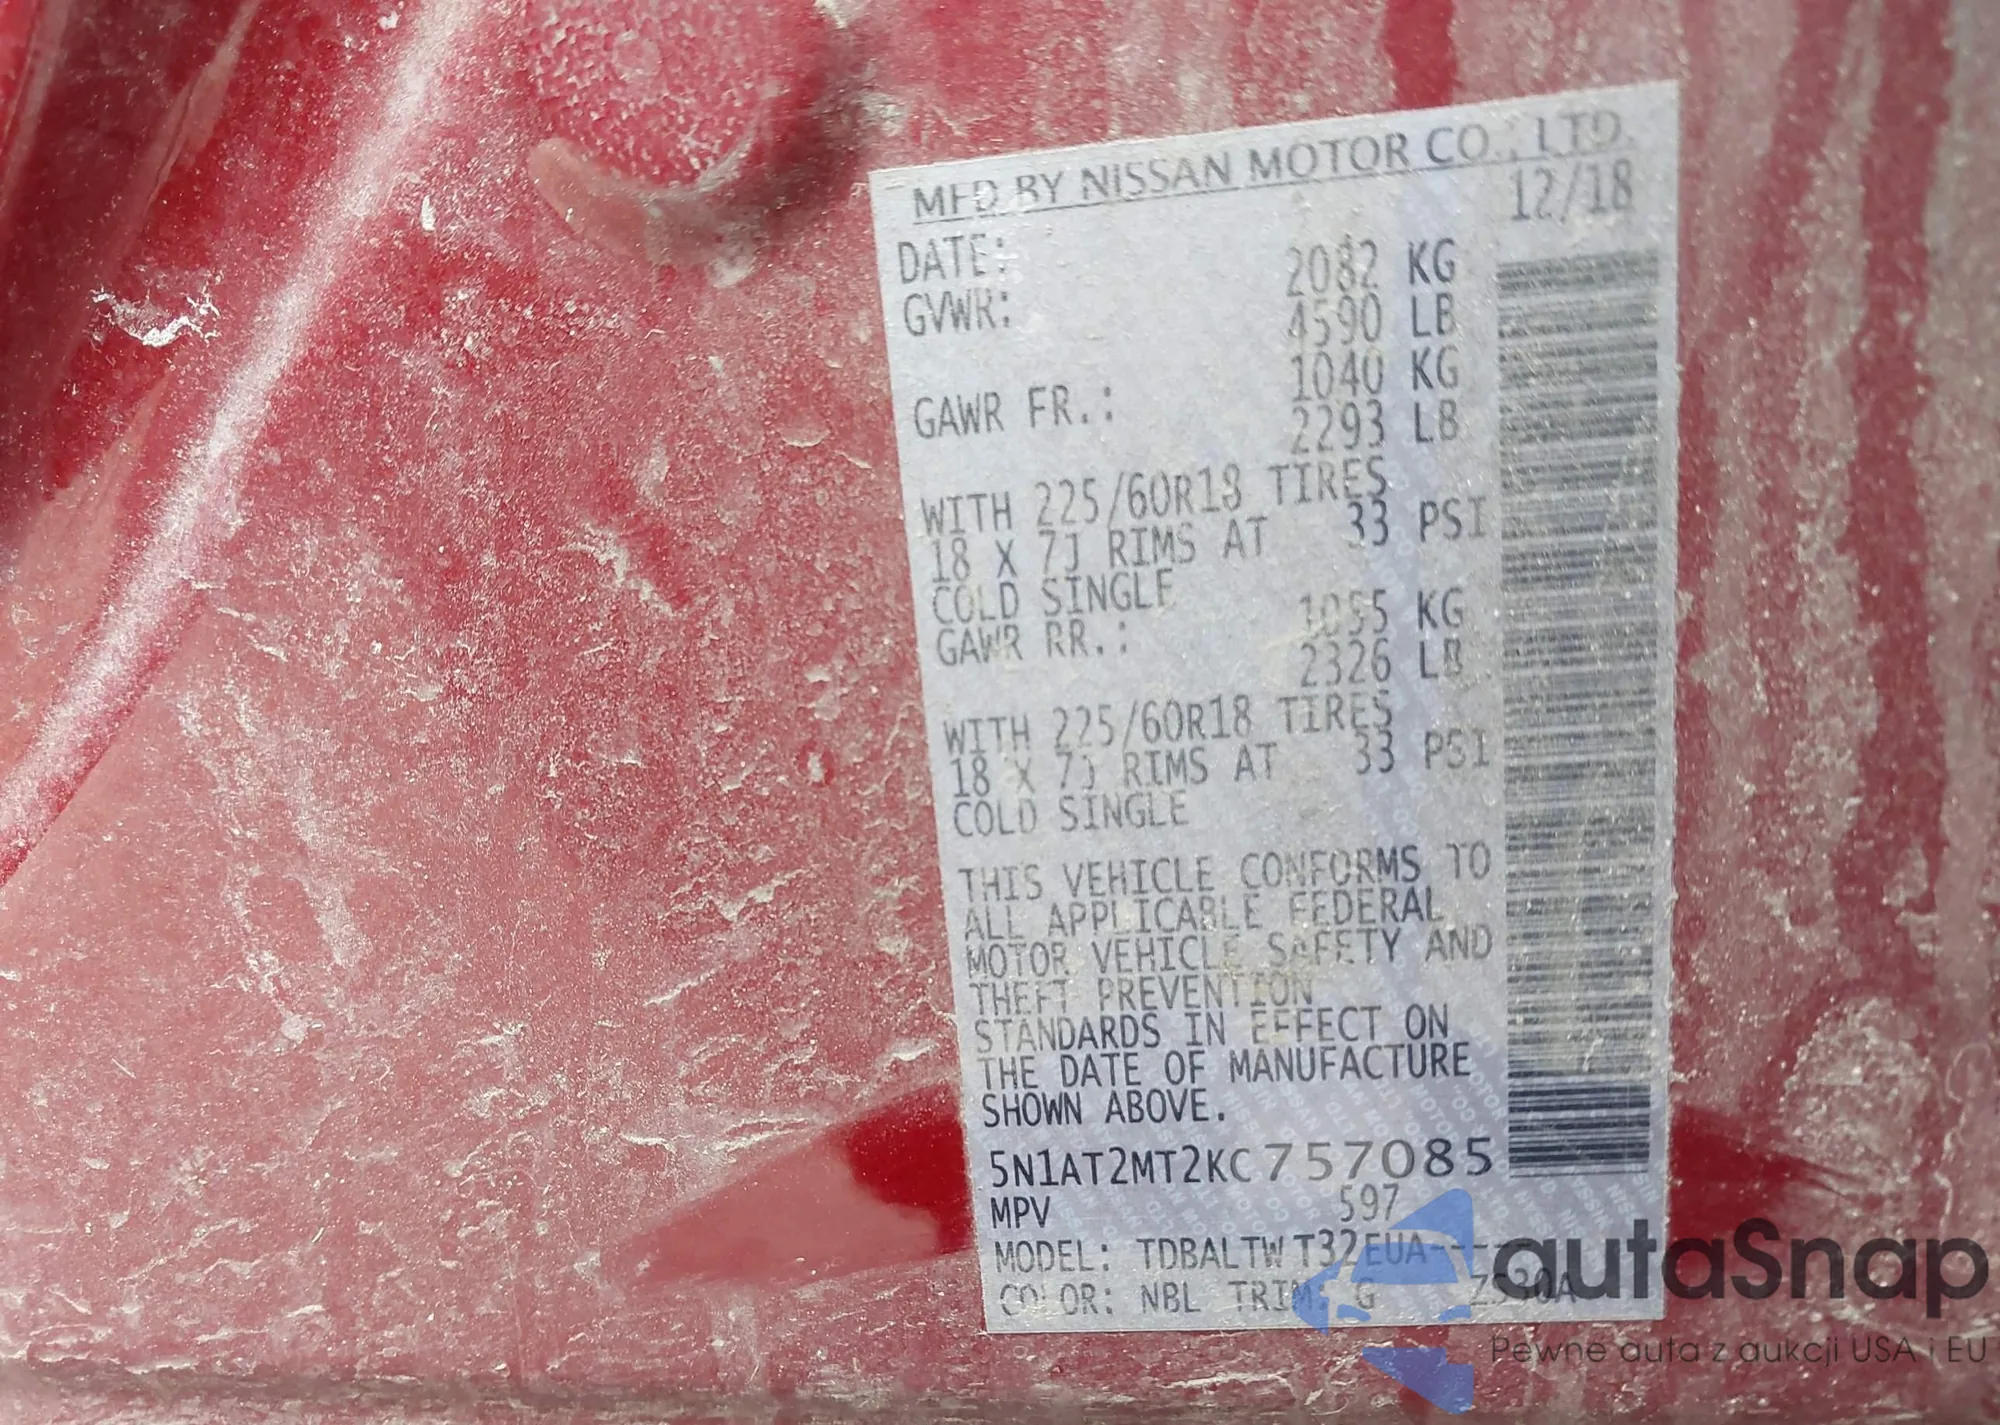 MFD BY NISSAN MOTOR CO., LTD.
DATE: 12/18
GVWR: 2082 KG
4590 LB
GAWR FR.: 1040 KG
2293 LB
WITH 225/60R18 TIRES
18 X 7J RIMS AT 33 PSI
COLD SINGLE
GAWR RR.: 1055 KG
2326 LB
WITH 225/60R18 TIRES
18 X 7J RIMS AT 33 PSI
COLD SINGLE
THIS VEHICLE CONFORMS TO
ALL APPLICABLE FEDERAL
MOTOR VEHICLE SAFETY AND
THEFT PREVENTION
STANDARDS IN EFFECT ON
THE DATE OF MANUFACTURE
SHOWN ABOVE.
5N1AT2MT2KC757085
MPV 597
MODEL: TDBALTW T32EUA----
COLOR: NBL TRIM: G
autaSnap
Pewne auta z aukcji USA i EU